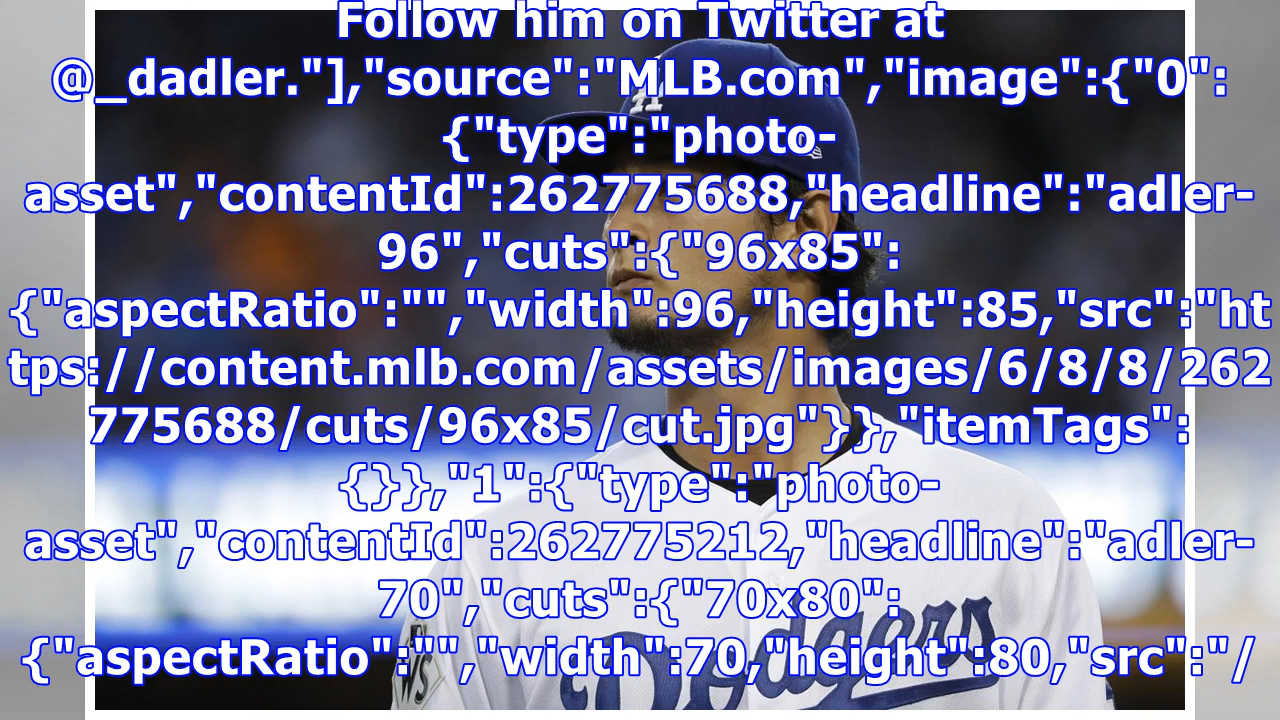 Follow him on Twitter at
@_dadler."],"source":"MLB.com","image":{"0":
{"type":"photo-
asset","contentId":262775688,"headline":"adler-
96","cuts":{"96x85":
{"aspectRatio":"","width":96,"height":85,"src":"ht
tps://content.mlb.com/assets/images/6/8/8/262
775688/cuts/96x85/cut.jpg"}},"itemTags":
{}},"1":{"type":"photo-
asset","contentId":262775212,"headline":"adler-
70","cuts":{"70x80":
{"aspectRatio":"","width":70,"height":80,"src":"/
Dodgers
WS